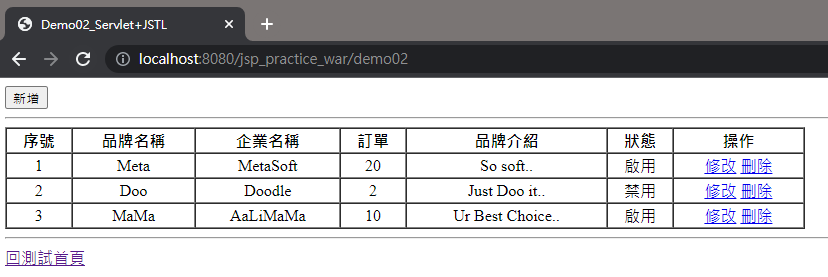 Demo02_Servlet+JSTL
localhost:8080/jsp_practice_war/demo02
新增
序號 品牌名稱 企業名稱 訂單 品牌介紹 狀態 操作
1 Meta MetaSoft 20 So soft.. 啟用 修改 刪除
2 Doo Doodle 2 Just Doo it.. 禁用 修改 刪除
3 MaMa AaLiMaMa 10 Ur Best Choice.. 啟用 修改 刪除
回測試首頁